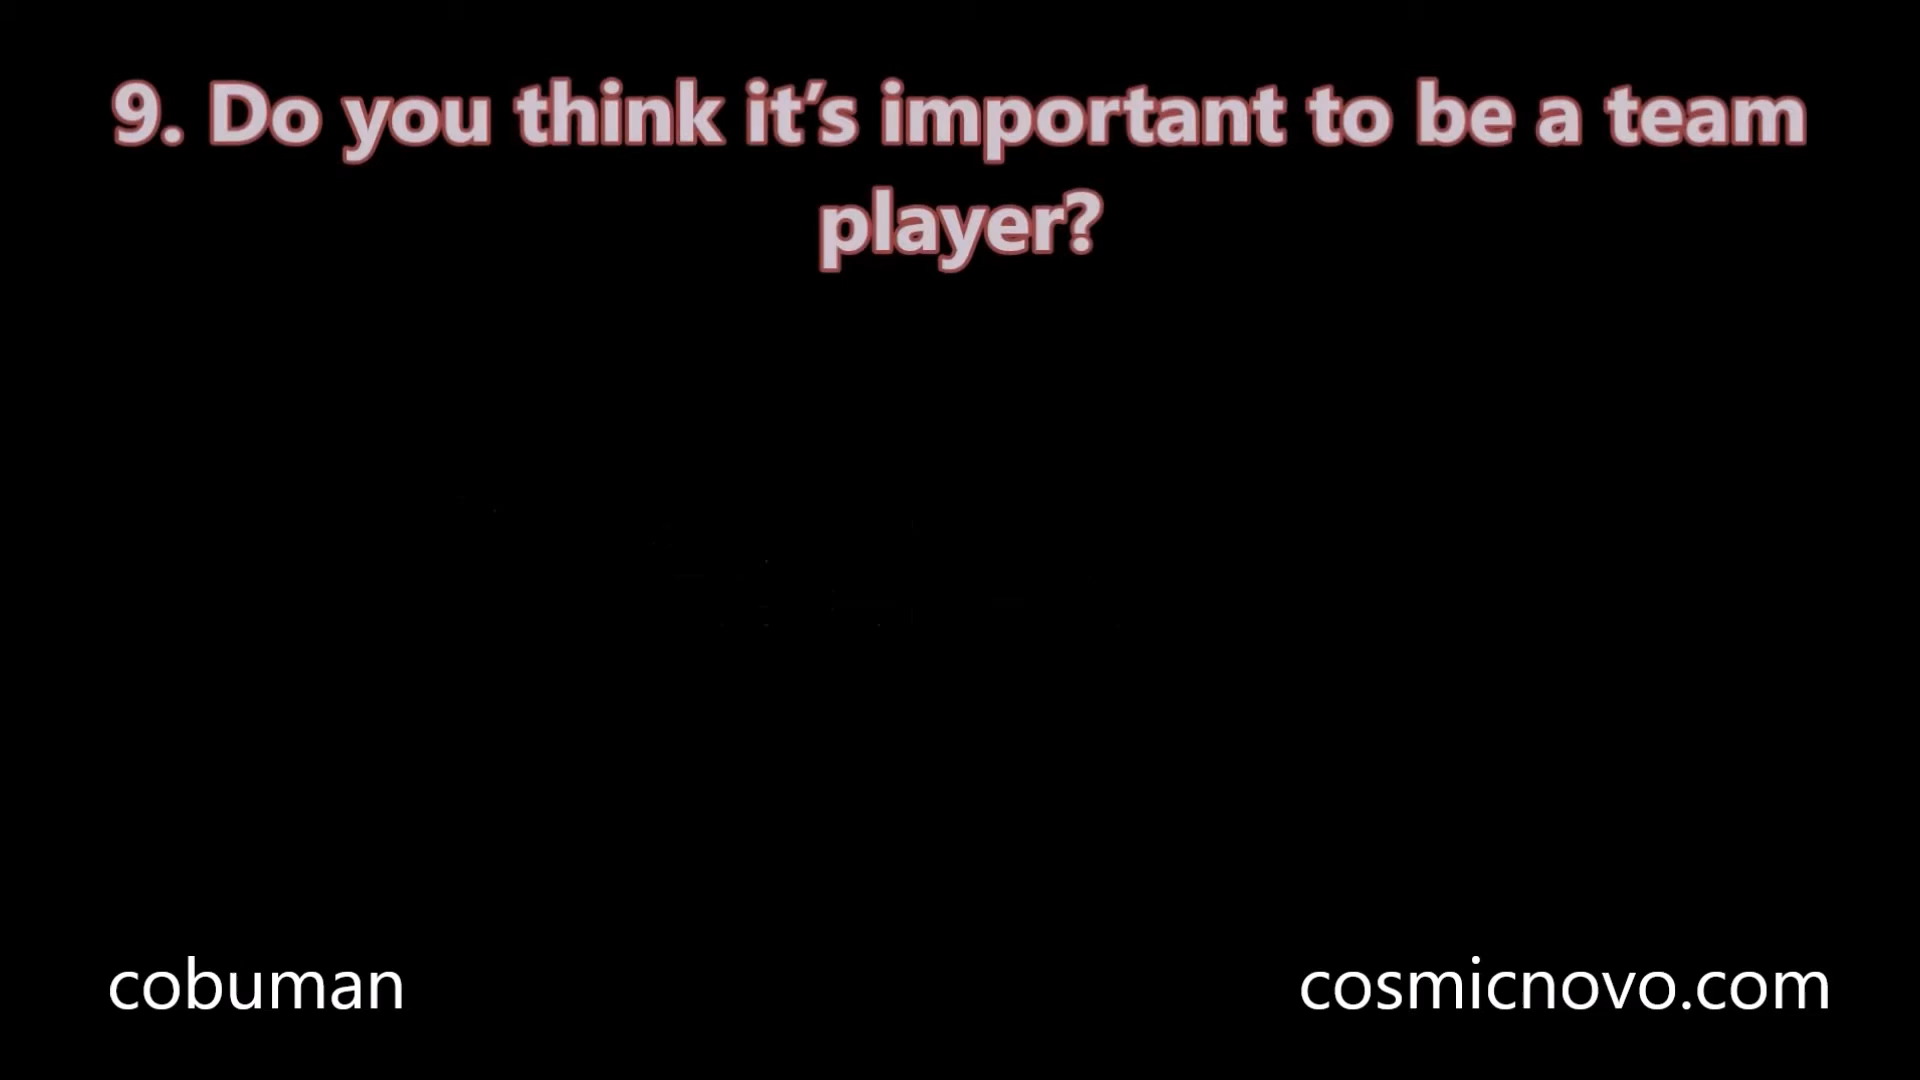 9. Do you think it’s important to be a team
player?
cobuman
cosmicnovo.com